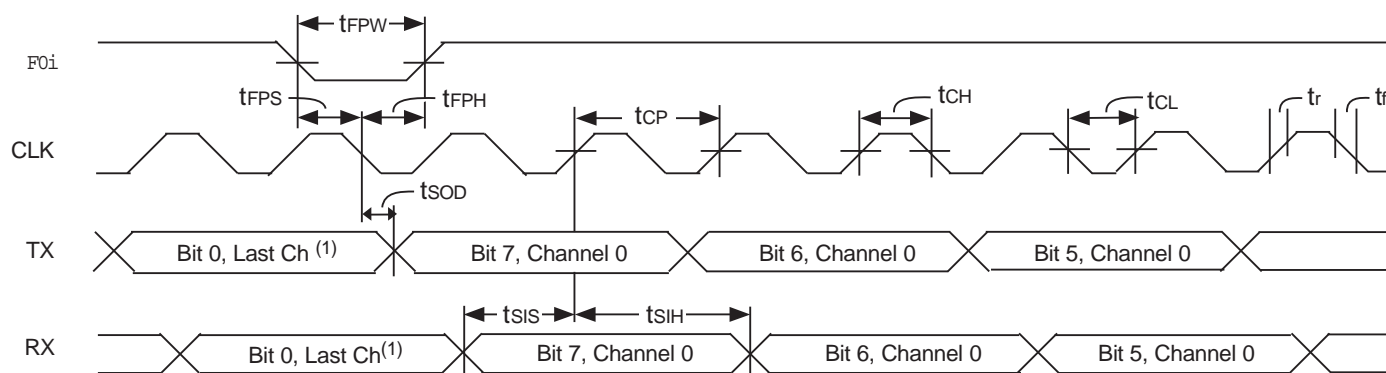 tFPW
F0i
tFPS
tFPH
tCP
tCH
tCL
tr
tf
CLK
tSOD
TX
Bit 0, Last Ch (1)
Bit 7, Channel 0
Bit 6, Channel 0
Bit 5, Channel 0
tSIS
tSIH
RX
Bit 0, Last Ch(1)
Bit 7, Channel 0
Bit 6, Channel 0
Bit 5, Channel 0